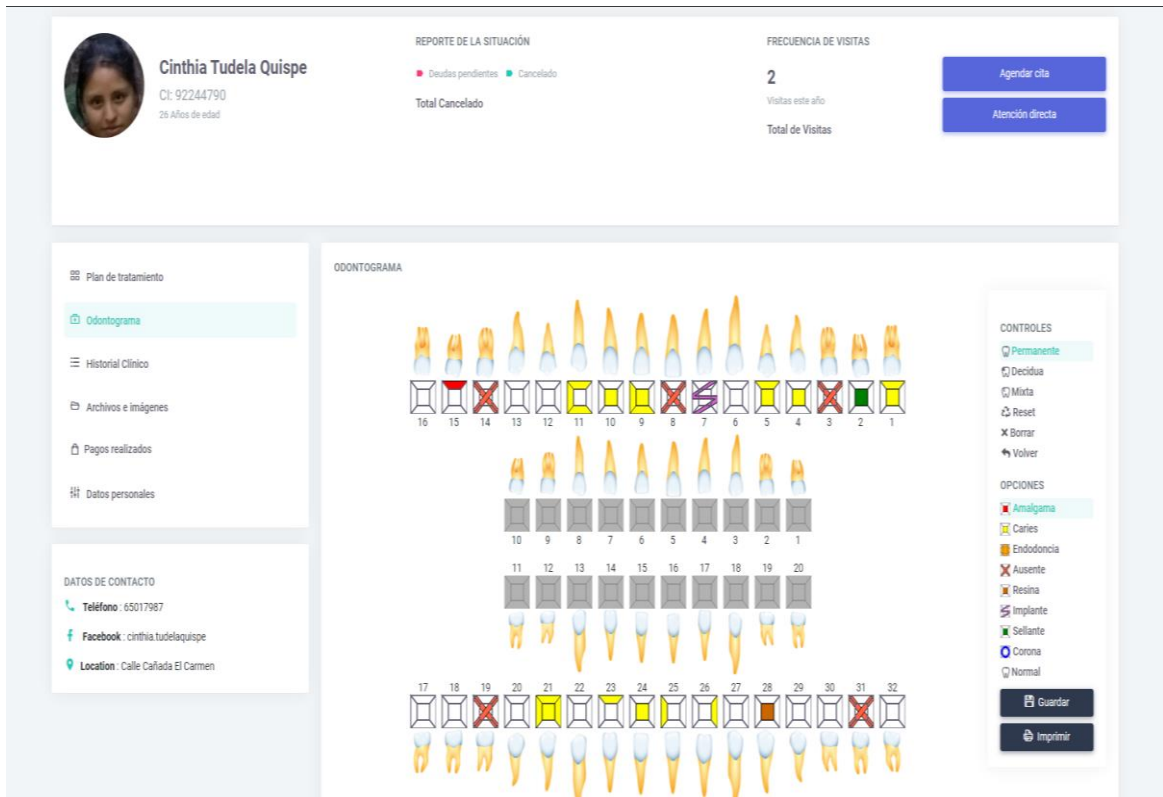 Cinthia Tudela Quispe
CI: 92244790
26 Años de edad
REPORTE DE LA SITUACIÓN
Deudas pendientes Cancelado
Total Cancelado
FRECUENCIA DE VISITAS
2
Visitas este año
Total de Visitas
Agendar cita
Atención directa
Plan de tratamiento
Odontograma
Historial Clínico
Archivos e imágenes
Pagos realizados
Datos personales
DATOS DE CONTACTO
Teléfono : 65017987
Facebook : cinthia.tudelaquispe
Location : Calle Cañada El Carmen
ODONTOGRAMA
16 15 14 13 12 11 10 9 8 7 6 5 4 3 2 1
10 9 8 7 6 5 4 3 2 1
11 12 13 14 15 16 17 18 19 20
17 18 19 20 21 22 23 24 25 26 27 28 29 30 31 32
CONTROLES
Permanente
Decidua
Mixta
Reset
Borrar
Volver
OPCIONES
Amalgama
Caries
Endodoncia
Ausente
Resina
Implante
Sellante
Corona
Normal
Guardar
Imprimir